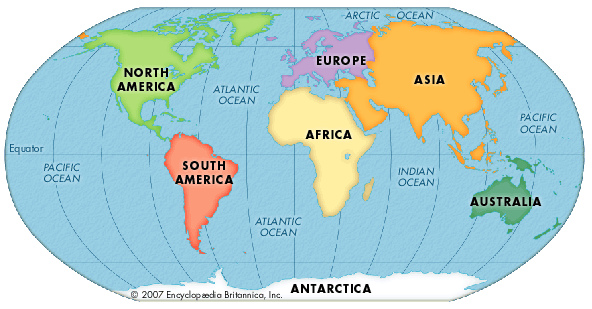 ARCTIC OCEAN
EUROPE
NORTH
AMERICA
ASIA
ATLANTIC
OCEAN
PACIFIC
OCEAN
AFRICA
Equator
PACIFIC
OCEAN
SOUTH
AMERICA
INDIAN
OCEAN
AUSTRALIA
ATLANTIC
OCEAN
ANTARCTICA
© 2007 Encyclopædia Britannica, Inc.